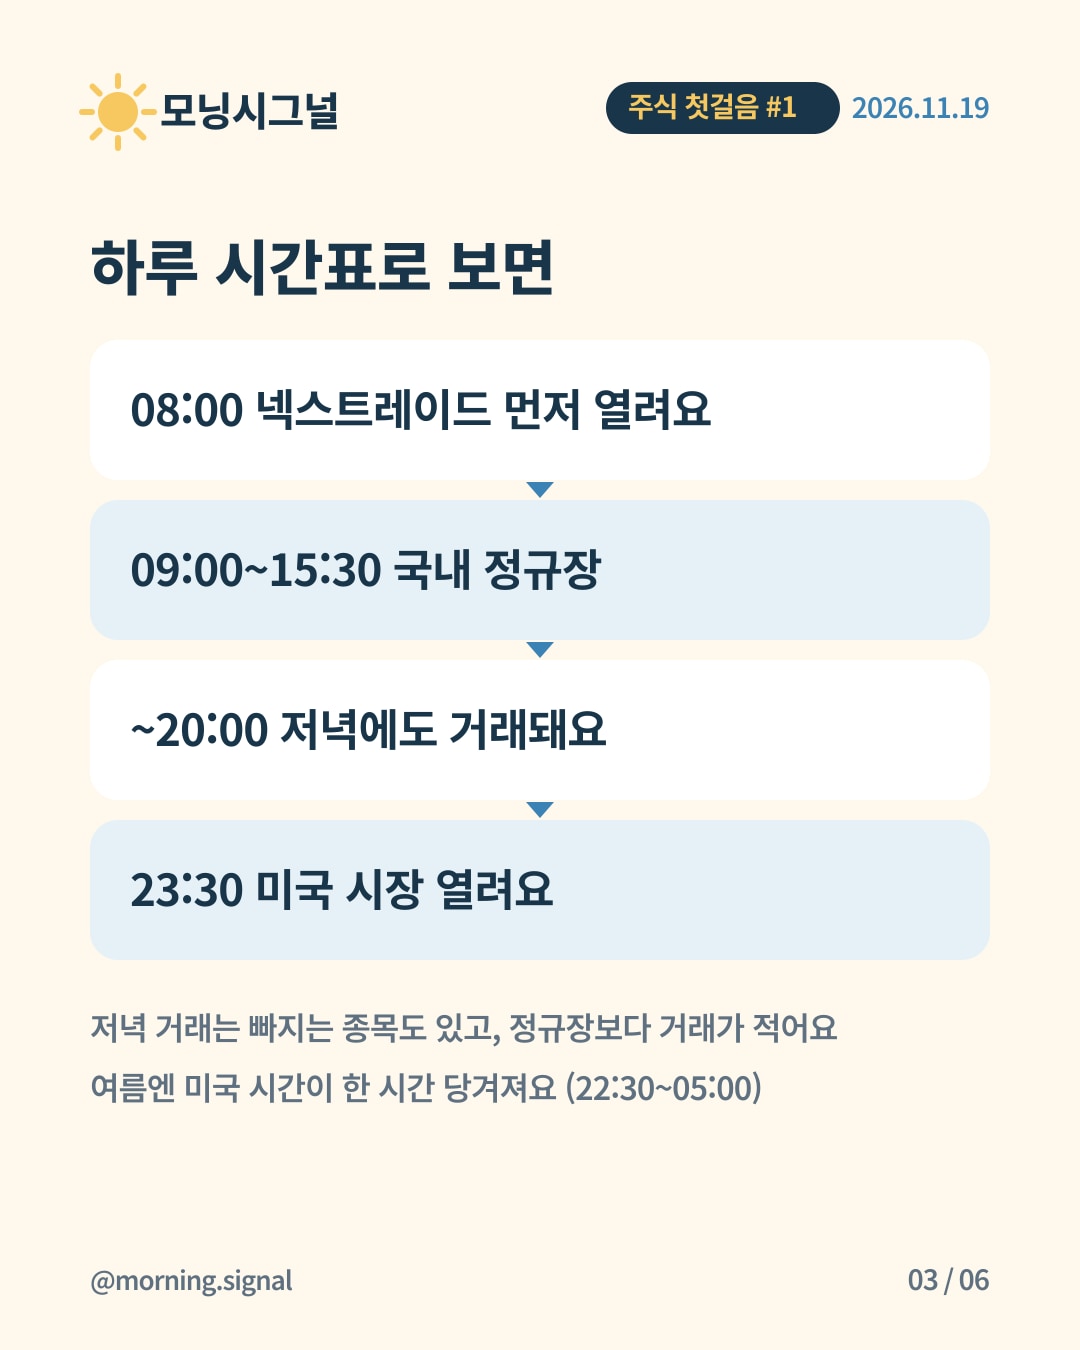 모닝시그널
주식 첫걸음 #1
2026.11.19
하루 시간표로 보면
08:00 넥스트레이드 먼저 열려요
09:00~15:30 국내 정규장
~20:00 저녁에도 거래돼요
23:30 미국 시장 열려요
저녁 거래는 빠지는 종목도 있고, 정규장보다 거래가 적어요
여름엔 미국 시간이 한 시간 당겨져요 (22:30~05:00)
@morning.signal
03 / 06